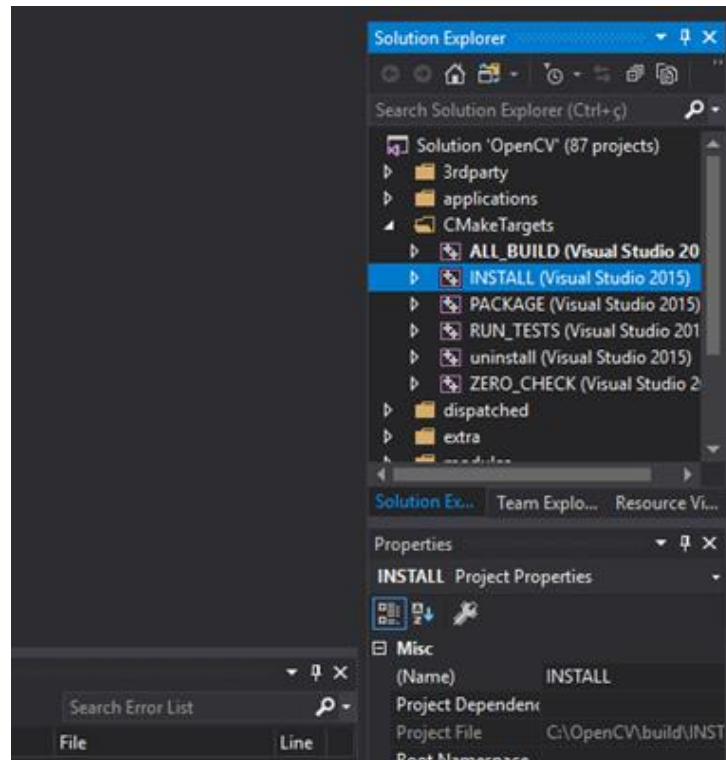 Solution Explorer
Search Solution Explorer (Ctrl+ç)
Solution 'OpenCV' (87 projects)
3rdparty
applications
CMakeTargets
ALL_BUILD (Visual Studio 20
INSTALL (Visual Studio 2015)
PACKAGE (Visual Studio 2015)
RUN_TESTS (Visual Studio 201
uninstall (Visual Studio 2015)
ZERO_CHECK (Visual Studio 2
dispatched
extra
modules
Solution Ex... Team Explo... Resource Vi...
Properties
INSTALL Project Properties
Misc
(Name) INSTALL
Project Dependen
Project File C:\OpenCV\build\INST
Root Namespace
Search Error List
File Line